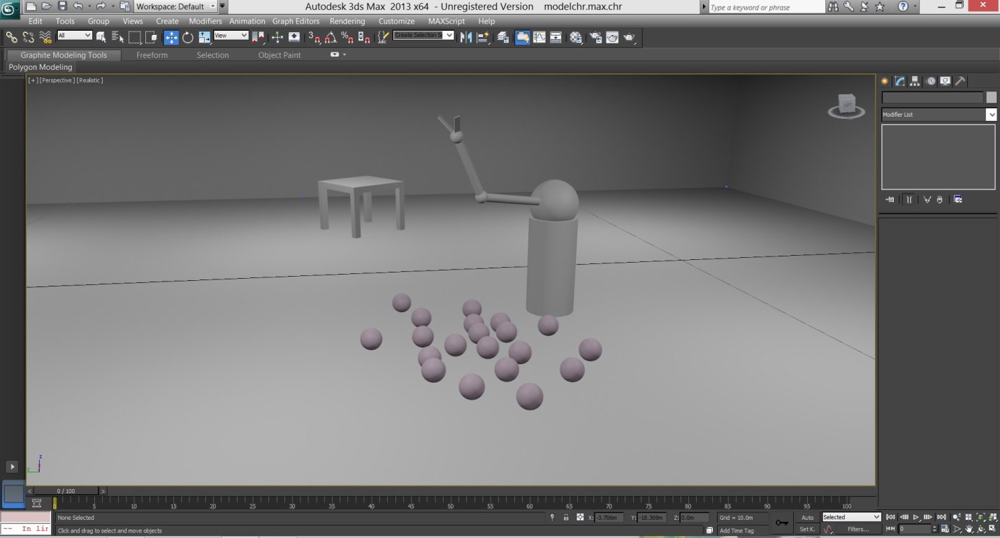 Workspace: Default
Autodesk 3ds Max 2013 x64 - Unregistered Version modelchr.max.chr
Type a keyword or phrase
Edit Tools Group Views Create Modifiers Animation Graph Editors Rendering Customize MAXScript Help
All View Create Selection S
Graphite Modeling Tools Freeform Selection Object Paint
Polygon Modeling
[+] [Perspective] [Realistic]
LEFT
Modifier List
z
y
< 0 / 100 >
0 5 10 15 20 25 30 35 40 45 50 55 60 65 70 75 80 85 90 95 100
None Selected X: -3.706m Y: -18.369m Z: 0.0m Grid = 10.0m Auto Selected
-- In lir Click and drag to select and move objects Add Time Tag Set K. Filters... 0